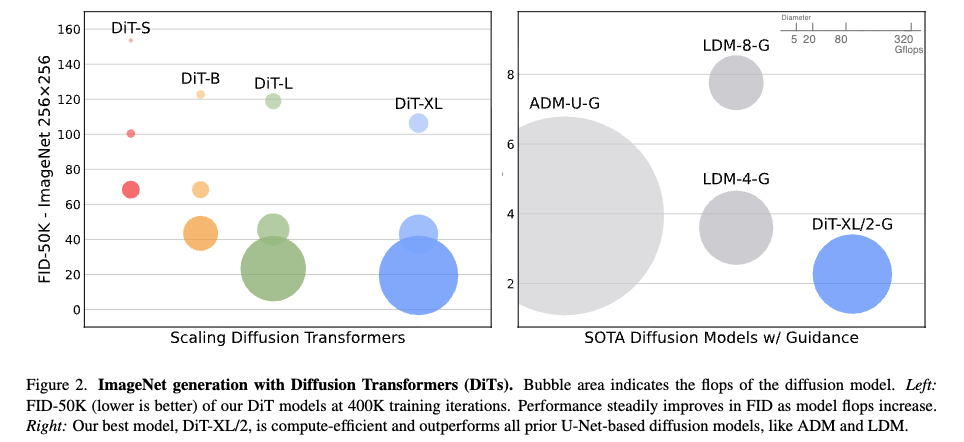 FID-50K - ImageNet 256×256
160
140
120
100
80
60
40
20
0
DiT-S
DiT-B
DiT-L
DiT-XL
Scaling Diffusion Transformers
8
6
4
2
Diameter
5 20 80 320
Gflops
LDM-8-G
ADM-U-G
LDM-4-G
DiT-XL/2-G
SOTA Diffusion Models w/ Guidance
Figure 2. ImageNet generation with Diffusion Transformers (DiTs). Bubble area indicates the flops of the diffusion model. Left:
FID-50K (lower is better) of our DiT models at 400K training iterations. Performance steadily improves in FID as model flops increase.
Right: Our best model, DiT-XL/2, is compute-efficient and outperforms all prior U-Net-based diffusion models, like ADM and LDM.